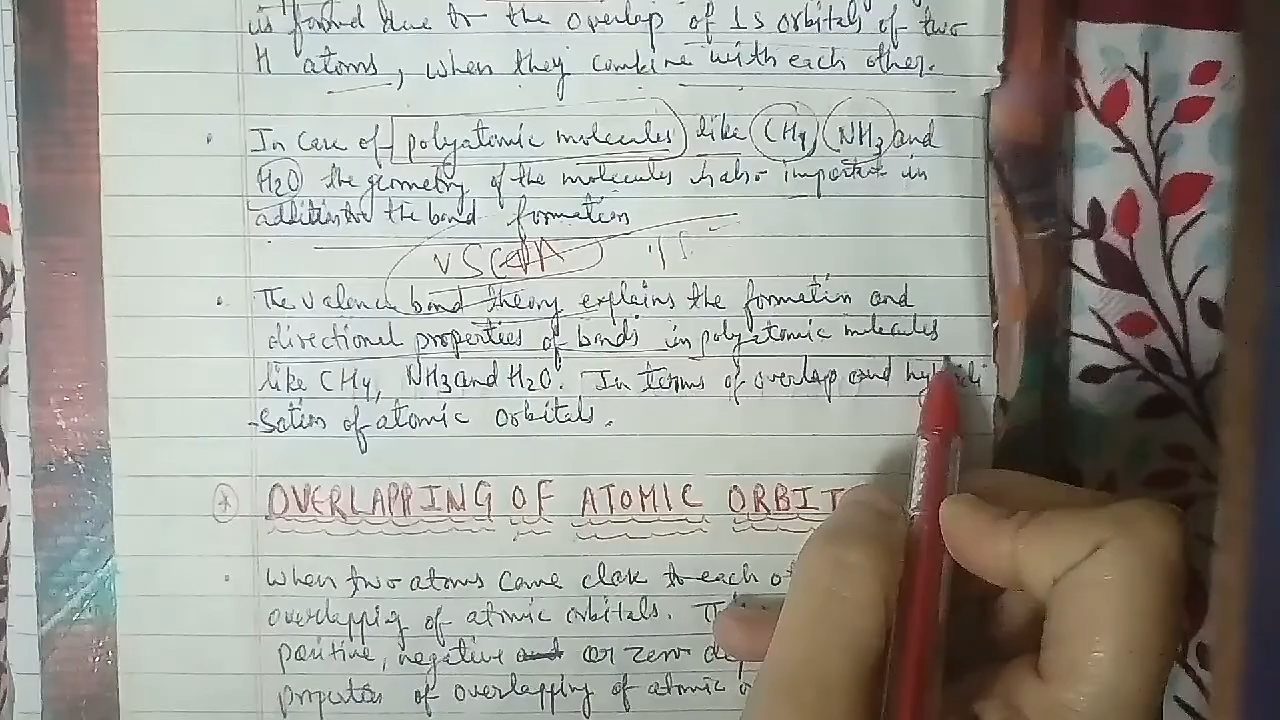 is formed due to the overlap of 1s orbitals of two
H atoms, when they combine with each other.
In case of polyatomic molecules like CH4 NH3 and
H2O the geometry of the molecules is also important in
addition to the bond formation
The valence bond theory explains the formation and
directional properties of bonds in polyatomic molecules
like CH4, NH3 and H2O. In terms of overlap and hybridi
-sation of atomic orbitals.
OVERLAPPING OF ATOMIC ORBIT
When two atoms come close to each o
overlapping of atomic orbitals.
positive, negative or zero dep
properties of overlapping of atomic o